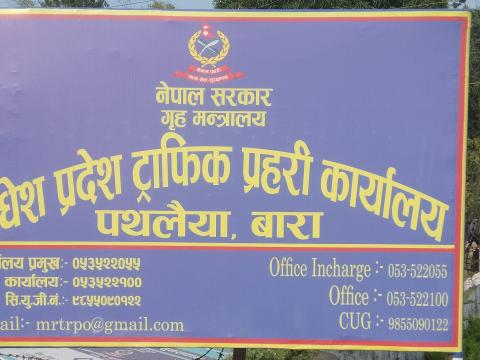 नेपाल सरकार
गृह मन्त्रालय
धेश प्रदेश ट्राफिक प्रहरी कार्यालय
पथलैया, बारा
ालय प्रमुख:- ०५३५२२०५५
कार्यालय:- ०५३५२२१००
सि.यु.जी.नं.:- ९८५५०९०१२२
ail:- mrtrpo@gmail.com
Office Incharge :- 053-522055
Office :- 053-522100
CUG :- 9855090122